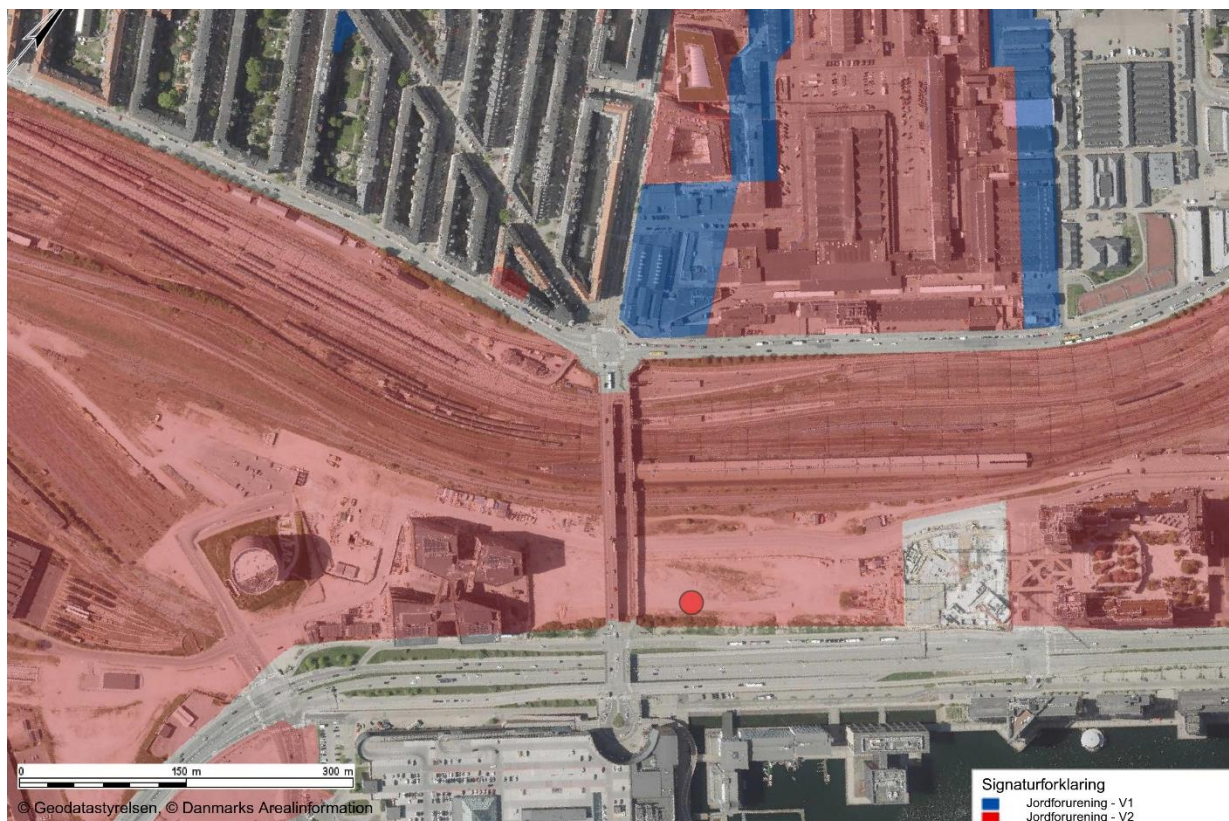 0 150 m 300 m
© Geodatastyrelsen, © Danmarks Arealinformation
Signaturforklaring
Jordforurening - V1
Jordforurening - V2